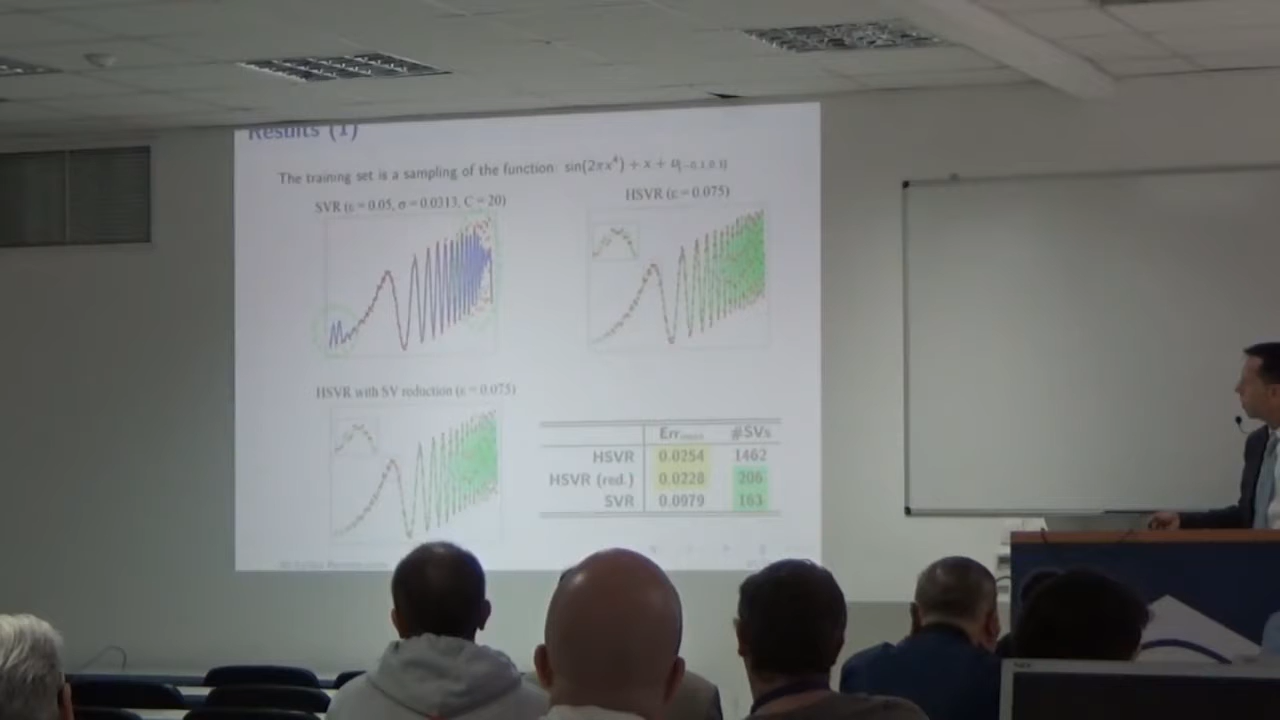 Results (1)
The training set is a sampling of the function: sin(2πx⁴) + x + U[−0.1,0.1]
SVR (ε = 0.05, σ = 0.0313, C = 20)
HSVR (ε = 0.075)
HSVR with SV reduction (ε = 0.075)
Err #SVs
HSVR 0.0254 1462
HSVR (red.) 0.0228 206
SVR 0.0979 163